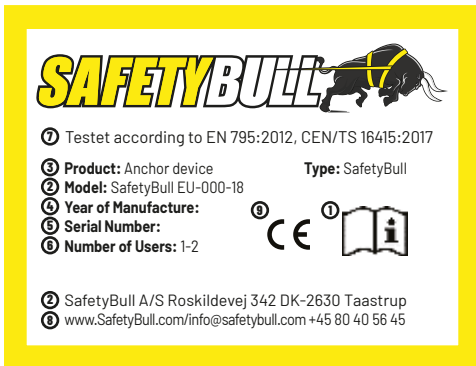 SAFETYBULL
7 Testet according to EN 795:2012, CEN/TS 16415:2017
3 Product: Anchor device Type: SafetyBull
2 Model: SafetyBull EU-000-18
4 Year of Manufacture:
5 Serial Number:
6 Number of Users: 1-2
9 CE 1 i
2 SafetyBull A/S Roskildevej 342 DK-2630 Taastrup
8 www.SafetyBull.com/info@safetybull.com +45 80 40 56 45